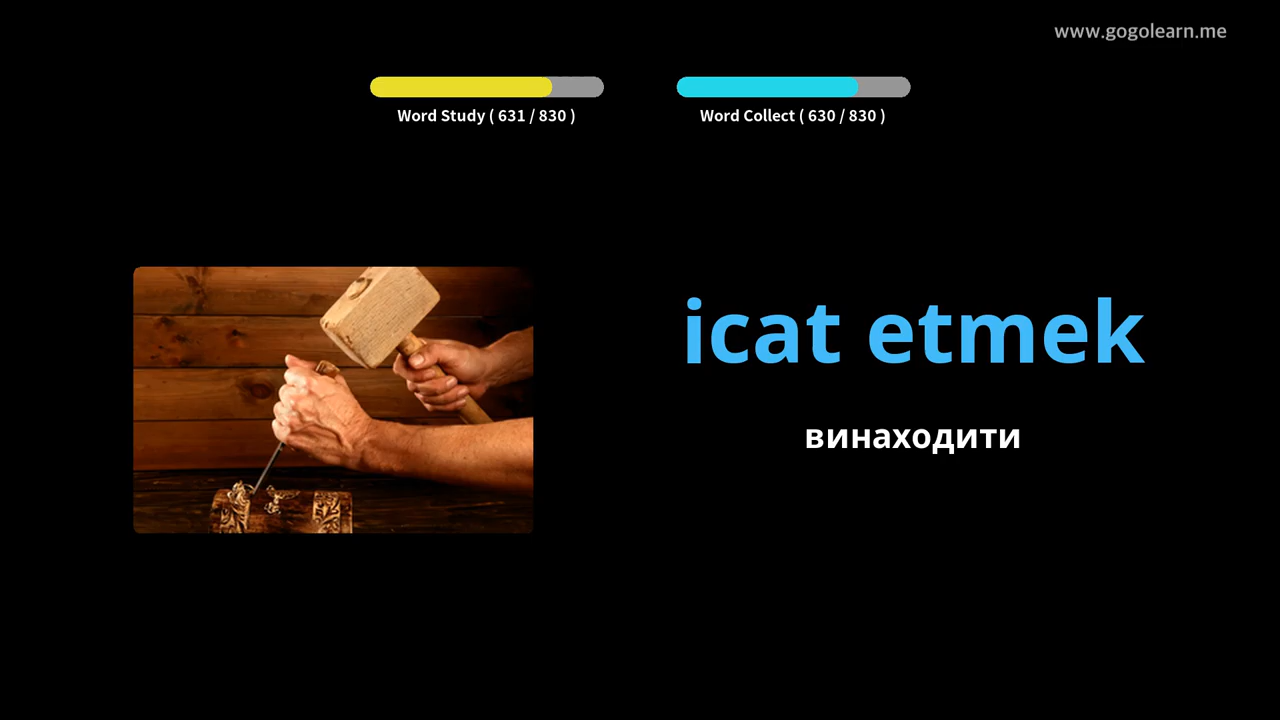 www.gogolearn.me
Word Study ( 631 / 830 )
Word Collect ( 630 / 830 )
icat etmek
винаходити